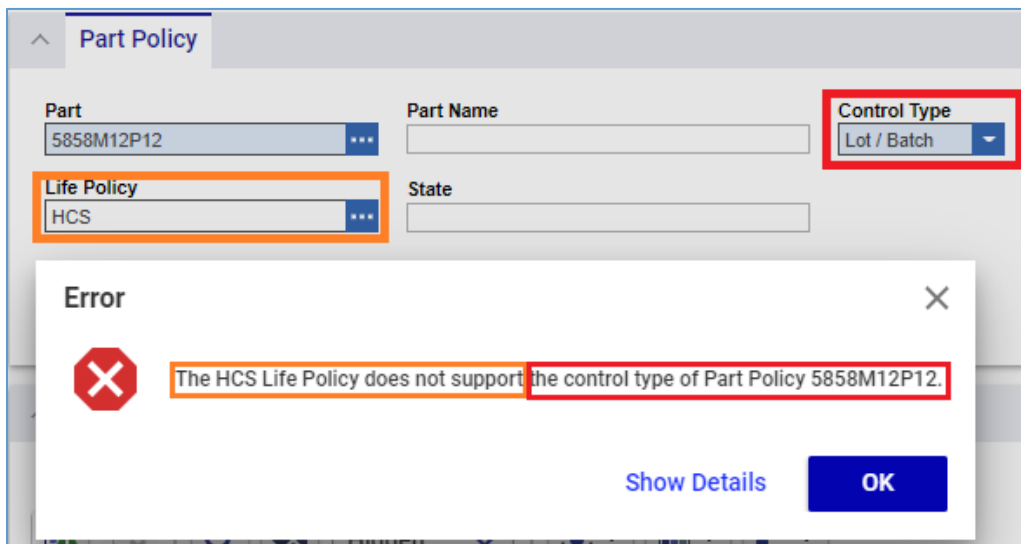 Part Policy
Part
Part Name
Control Type
5858M12P12
Lot / Batch
Life Policy
State
HCS
Error
The HCS Life Policy does not support the control type of Part Policy 5858M12P12.
Show Details
OK